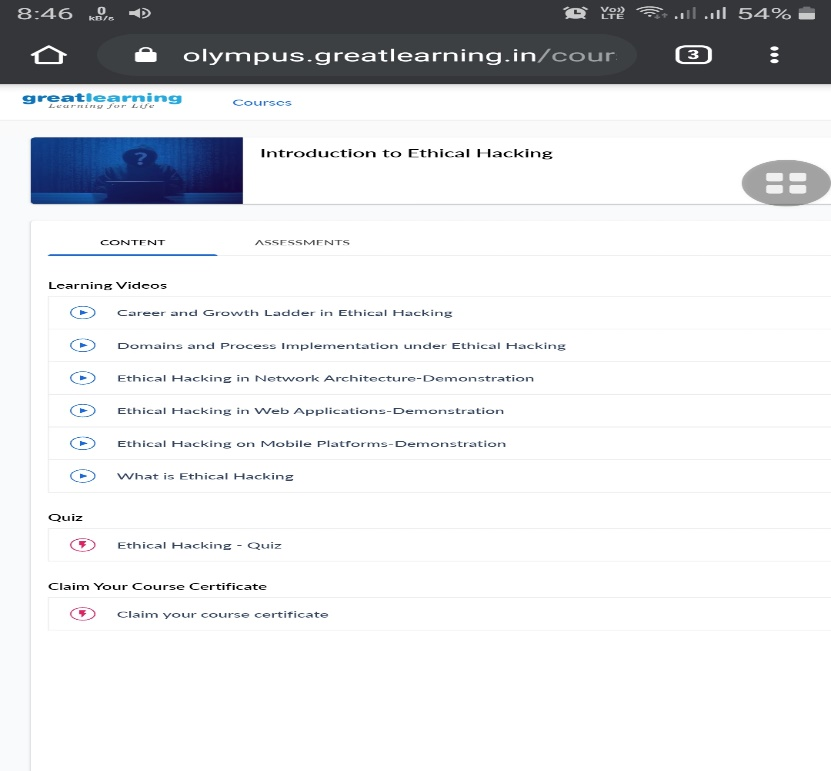 8:46
0
KB/s
Vo))
LTE
54%
olympus.greatlearning.in/cour
3
greatlearning
Learning for Life
Courses
?
Introduction to Ethical Hacking
CONTENT
ASSESSMENTS
Learning Videos
Career and Growth Ladder in Ethical Hacking
Domains and Process Implementation under Ethical Hacking
Ethical Hacking in Network Architecture-Demonstration
Ethical Hacking in Web Applications-Demonstration
Ethical Hacking on Mobile Platforms-Demonstration
What is Ethical Hacking
Quiz
Ethical Hacking - Quiz
Claim Your Course Certificate
Claim your course certificate